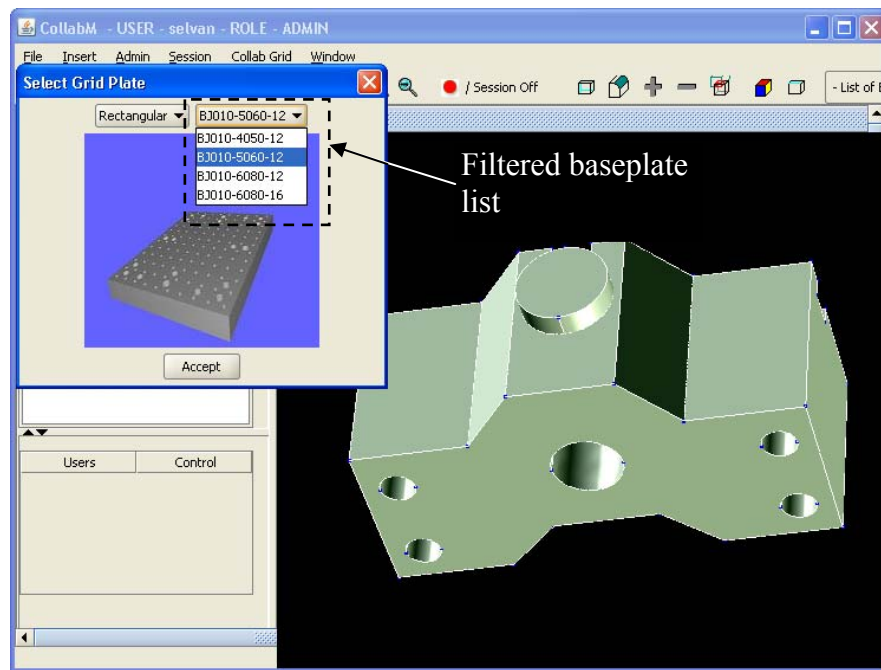 CollabM - USER - selvan - ROLE - ADMIN
File Insert Admin Session Collab Grid Window
Select Grid Plate
/ Session Off
- List of
Rectangular BJ010-5060-12
BJ010-4050-12
BJ010-5060-12
BJ010-6080-12
BJ010-6080-16
Filtered baseplate
list
Accept
Users Control